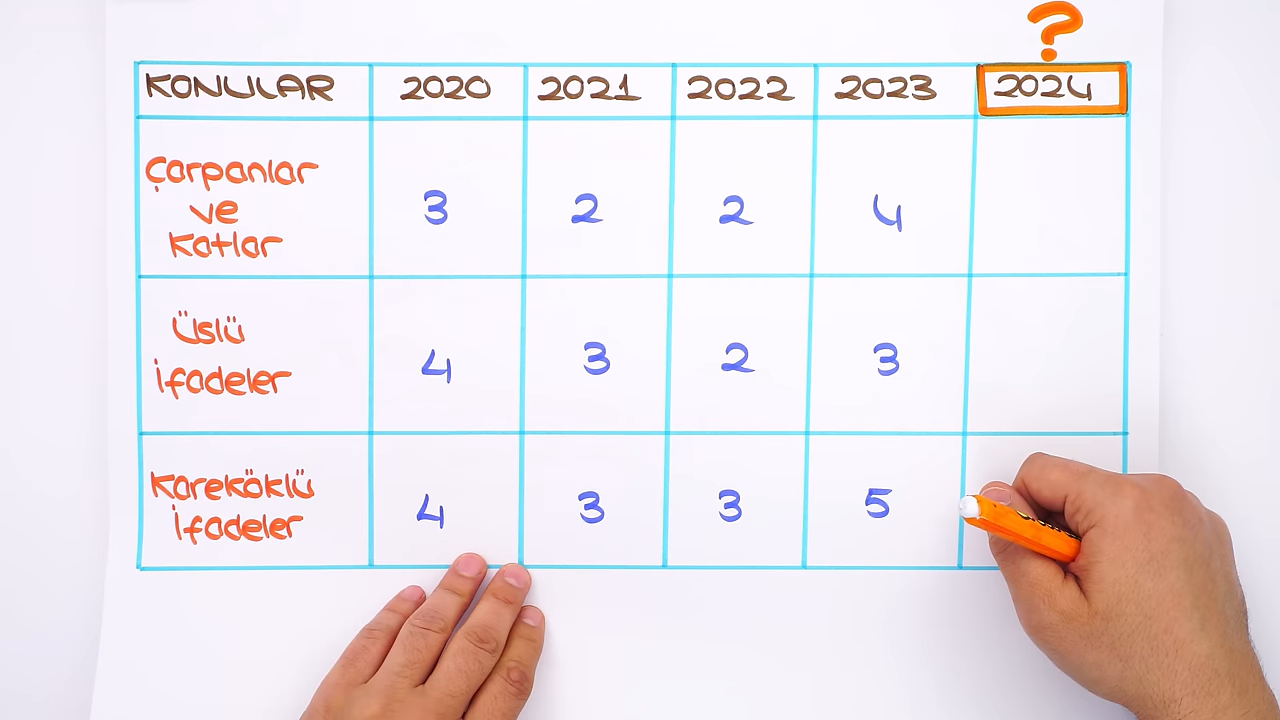 ?
KONULAR 2020 2021 2022 2023 2024
Çarpanlar
ve
Katlar
3 2 2 4
Üslü
İfadeler
4 3 2 3
Kareköklü
İfadeler
4 3 3 5